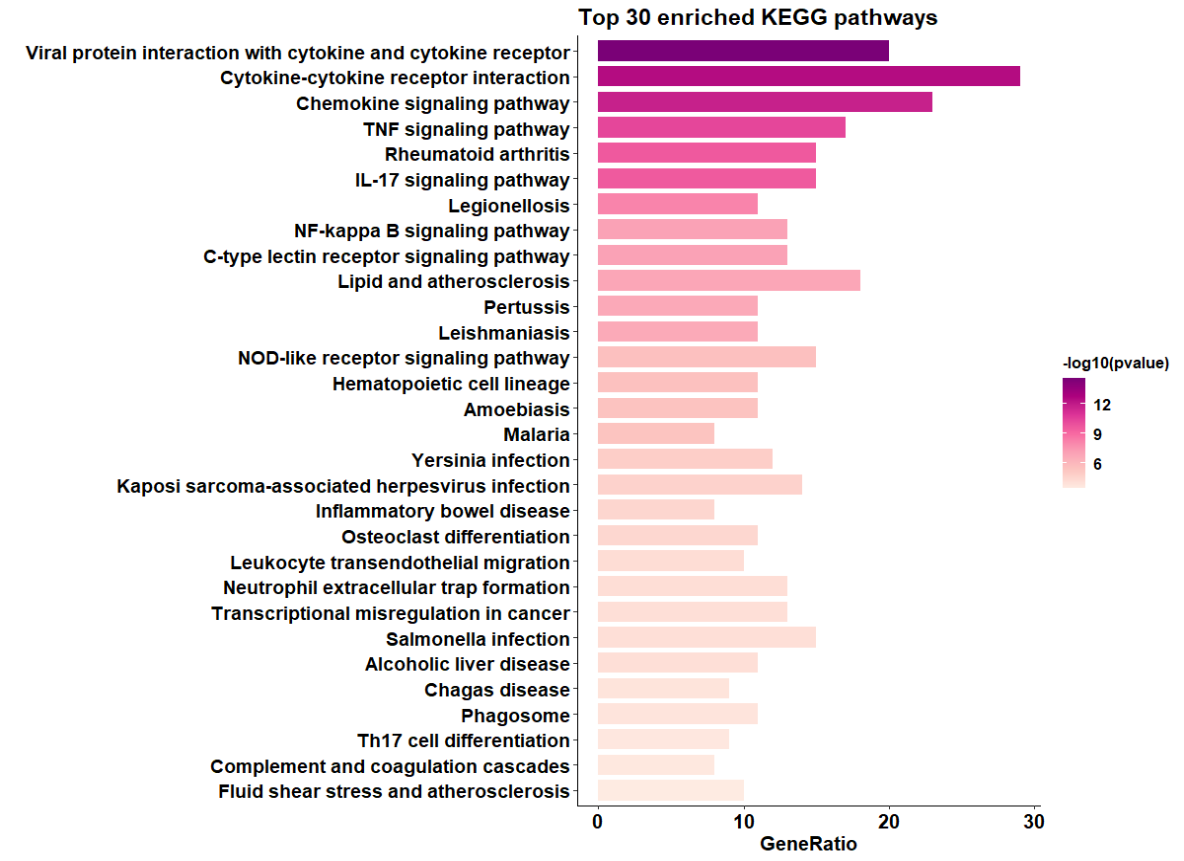 Top 30 enriched KEGG pathways
Viral protein interaction with cytokine and cytokine receptor
Cytokine-cytokine receptor interaction
Chemokine signaling pathway
TNF signaling pathway
Rheumatoid arthritis
IL-17 signaling pathway
Legionellosis
NF-kappa B signaling pathway
C-type lectin receptor signaling pathway
Lipid and atherosclerosis
Pertussis
Leishmaniasis
NOD-like receptor signaling pathway
Hematopoietic cell lineage
Amoebiasis
Malaria
Yersinia infection
Kaposi sarcoma-associated herpesvirus infection
Inflammatory bowel disease
Osteoclast differentiation
Leukocyte transendothelial migration
Neutrophil extracellular trap formation
Transcriptional misregulation in cancer
Salmonella infection
Alcoholic liver disease
Chagas disease
Phagosome
Th17 cell differentiation
Complement and coagulation cascades
Fluid shear stress and atherosclerosis
0 10 20 30
GeneRatio
-log10(pvalue)
12
9
6